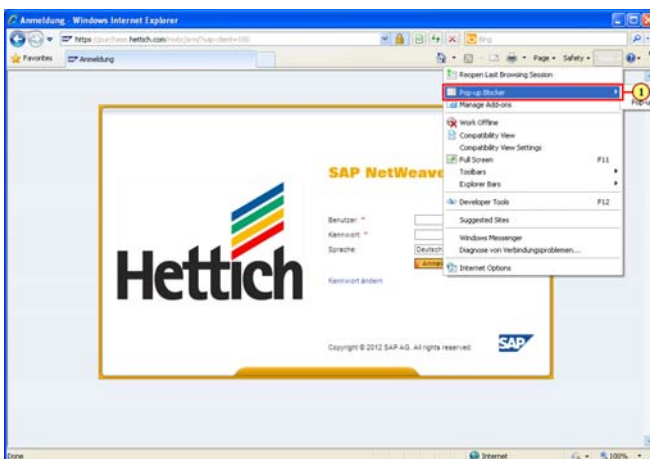 Anmeldung - Windows Internet Explorer
hettich.com
Bing
Favorites
Anmeldung
Page
Safety
Reopen Last Browsing Session
Pop-up Blocker
1
Manage Add-ons
Work Offline
Compatibility View
Compatibility View Settings
Full Screen F11
Toolbars
Explorer Bars
Developer Tools F12
Suggested Sites
Windows Messenger
Diagnose von Verbindungsproblemen...
Internet Options
SAP NetWeave
Benutzer: *
Kennwort: *
Sprache: Deutsch
Kennwort ändern
Hettich
Copyright © 2012 SAP AG. All rights reserved.
SAP
Done
Internet
100%